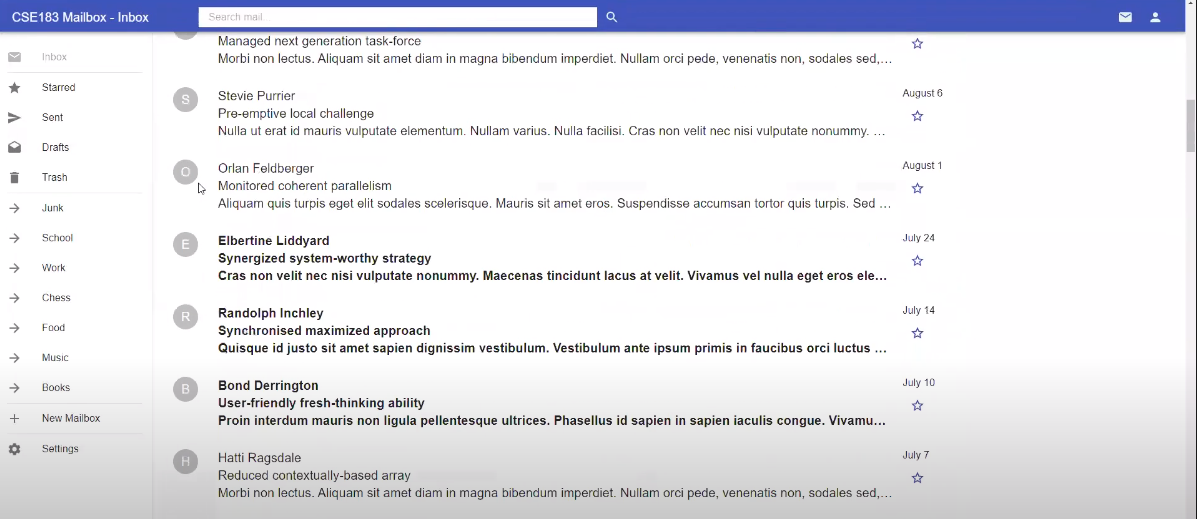 CSE183 Mailbox - Inbox
Search mail...
Inbox
Starred
Sent
Drafts
Trash
Junk
School
Work
Chess
Food
Music
Books
New Mailbox
Settings
Managed next generation task-force
Morbi non lectus. Aliquam sit amet diam in magna bibendum imperdiet. Nullam orci pede, venenatis non, sodales sed,…
S
Stevie Purrier
August 6
Pre-emptive local challenge
Nulla ut erat id mauris vulputate elementum. Nullam varius. Nulla facilisi. Cras non velit nec nisi vulputate nonummy. …
O
Orlan Feldberger
August 1
Monitored coherent parallelism
Aliquam quis turpis eget elit sodales scelerisque. Mauris sit amet eros. Suspendisse accumsan tortor quis turpis. Sed …
E
Elbertine Liddyard
July 24
Synergized system-worthy strategy
Cras non velit nec nisi vulputate nonummy. Maecenas tincidunt lacus at velit. Vivamus vel nulla eget eros ele…
R
Randolph Inchley
July 14
Synchronised maximized approach
Quisque id justo sit amet sapien dignissim vestibulum. Vestibulum ante ipsum primis in faucibus orci luctus …
B
Bond Derrington
July 10
User-friendly fresh-thinking ability
Proin interdum mauris non ligula pellentesque ultrices. Phasellus id sapien in sapien iaculis congue. Vivamu…
H
Hatti Ragsdale
July 7
Reduced contextually-based array
Morbi non lectus. Aliquam sit amet diam in magna bibendum imperdiet. Nullam orci pede, venenatis non, sodales sed,…